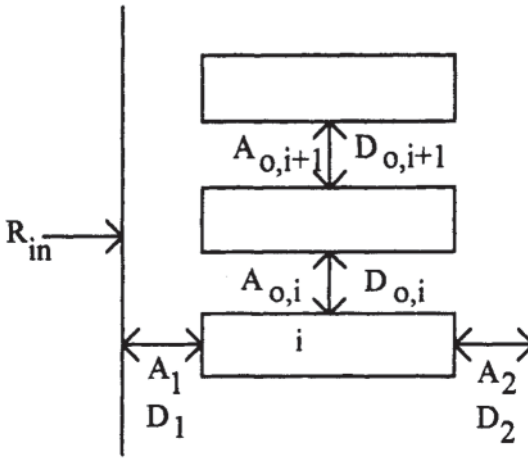 A o,i+1 D o,i+1
R in
A o,i D o,i
i
A 1 A 2
D 1 D 2